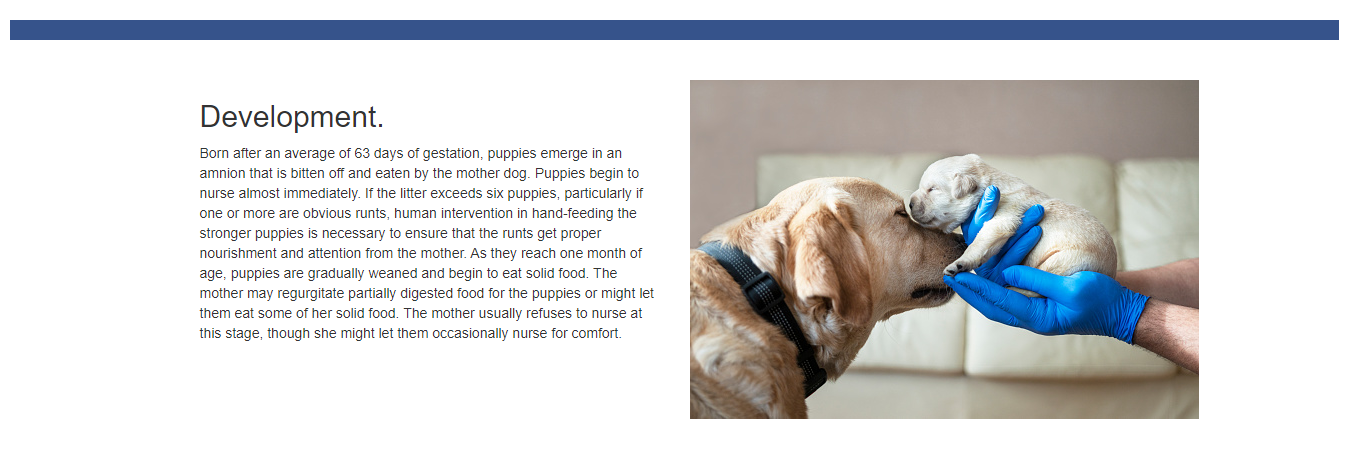 Development.
Born after an average of 63 days of gestation, puppies emerge in an
amnion that is bitten off and eaten by the mother dog. Puppies begin to
nurse almost immediately. If the litter exceeds six puppies, particularly if
one or more are obvious runts, human intervention in hand-feeding the
stronger puppies is necessary to ensure that the runts get proper
nourishment and attention from the mother. As they reach one month of
age, puppies are gradually weaned and begin to eat solid food. The
mother may regurgitate partially digested food for the puppies or might let
them eat some of her solid food. The mother usually refuses to nurse at
this stage, though she might let them occasionally nurse for comfort.